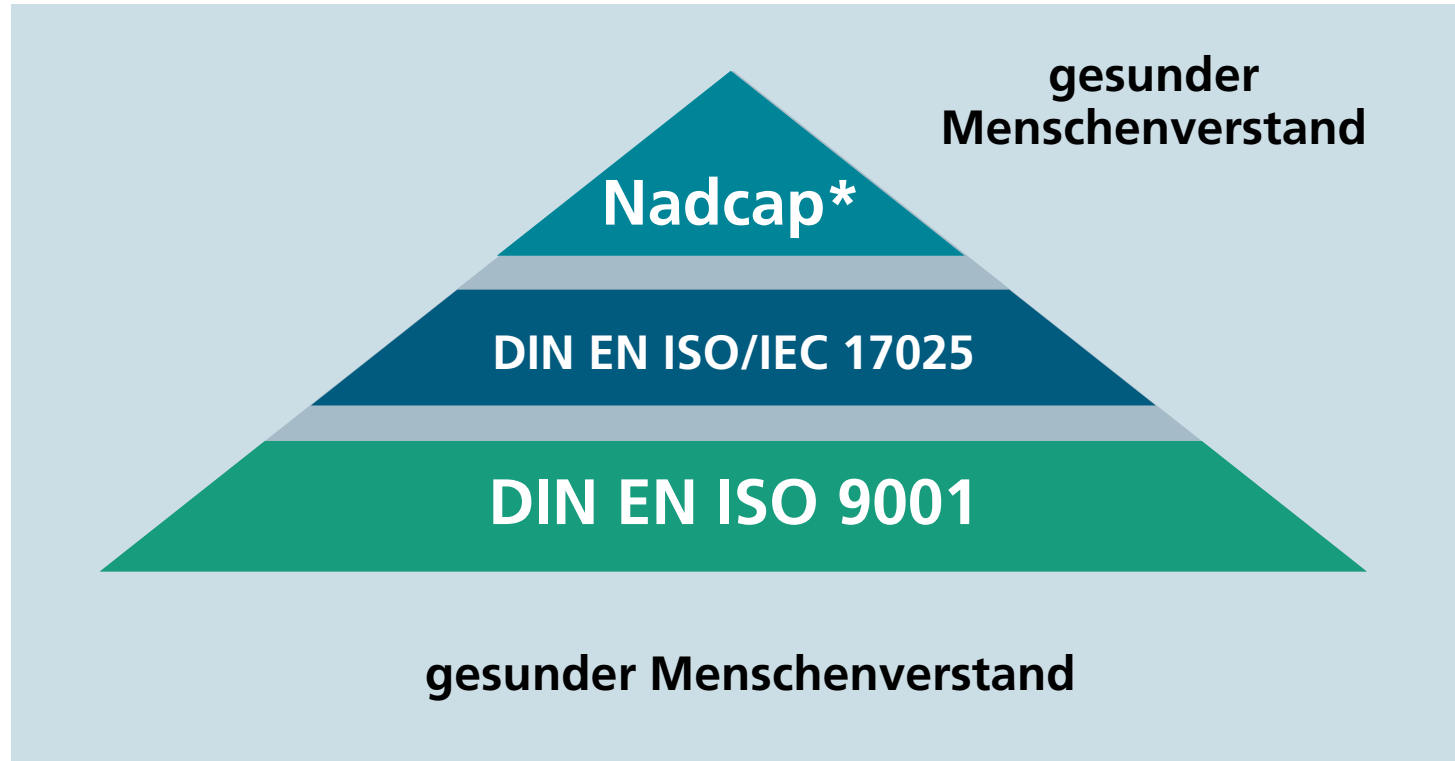 gesunder
Menschenverstand
Nadcap*
DIN EN ISO/IEC 17025
DIN EN ISO 9001
gesunder Menschenverstand